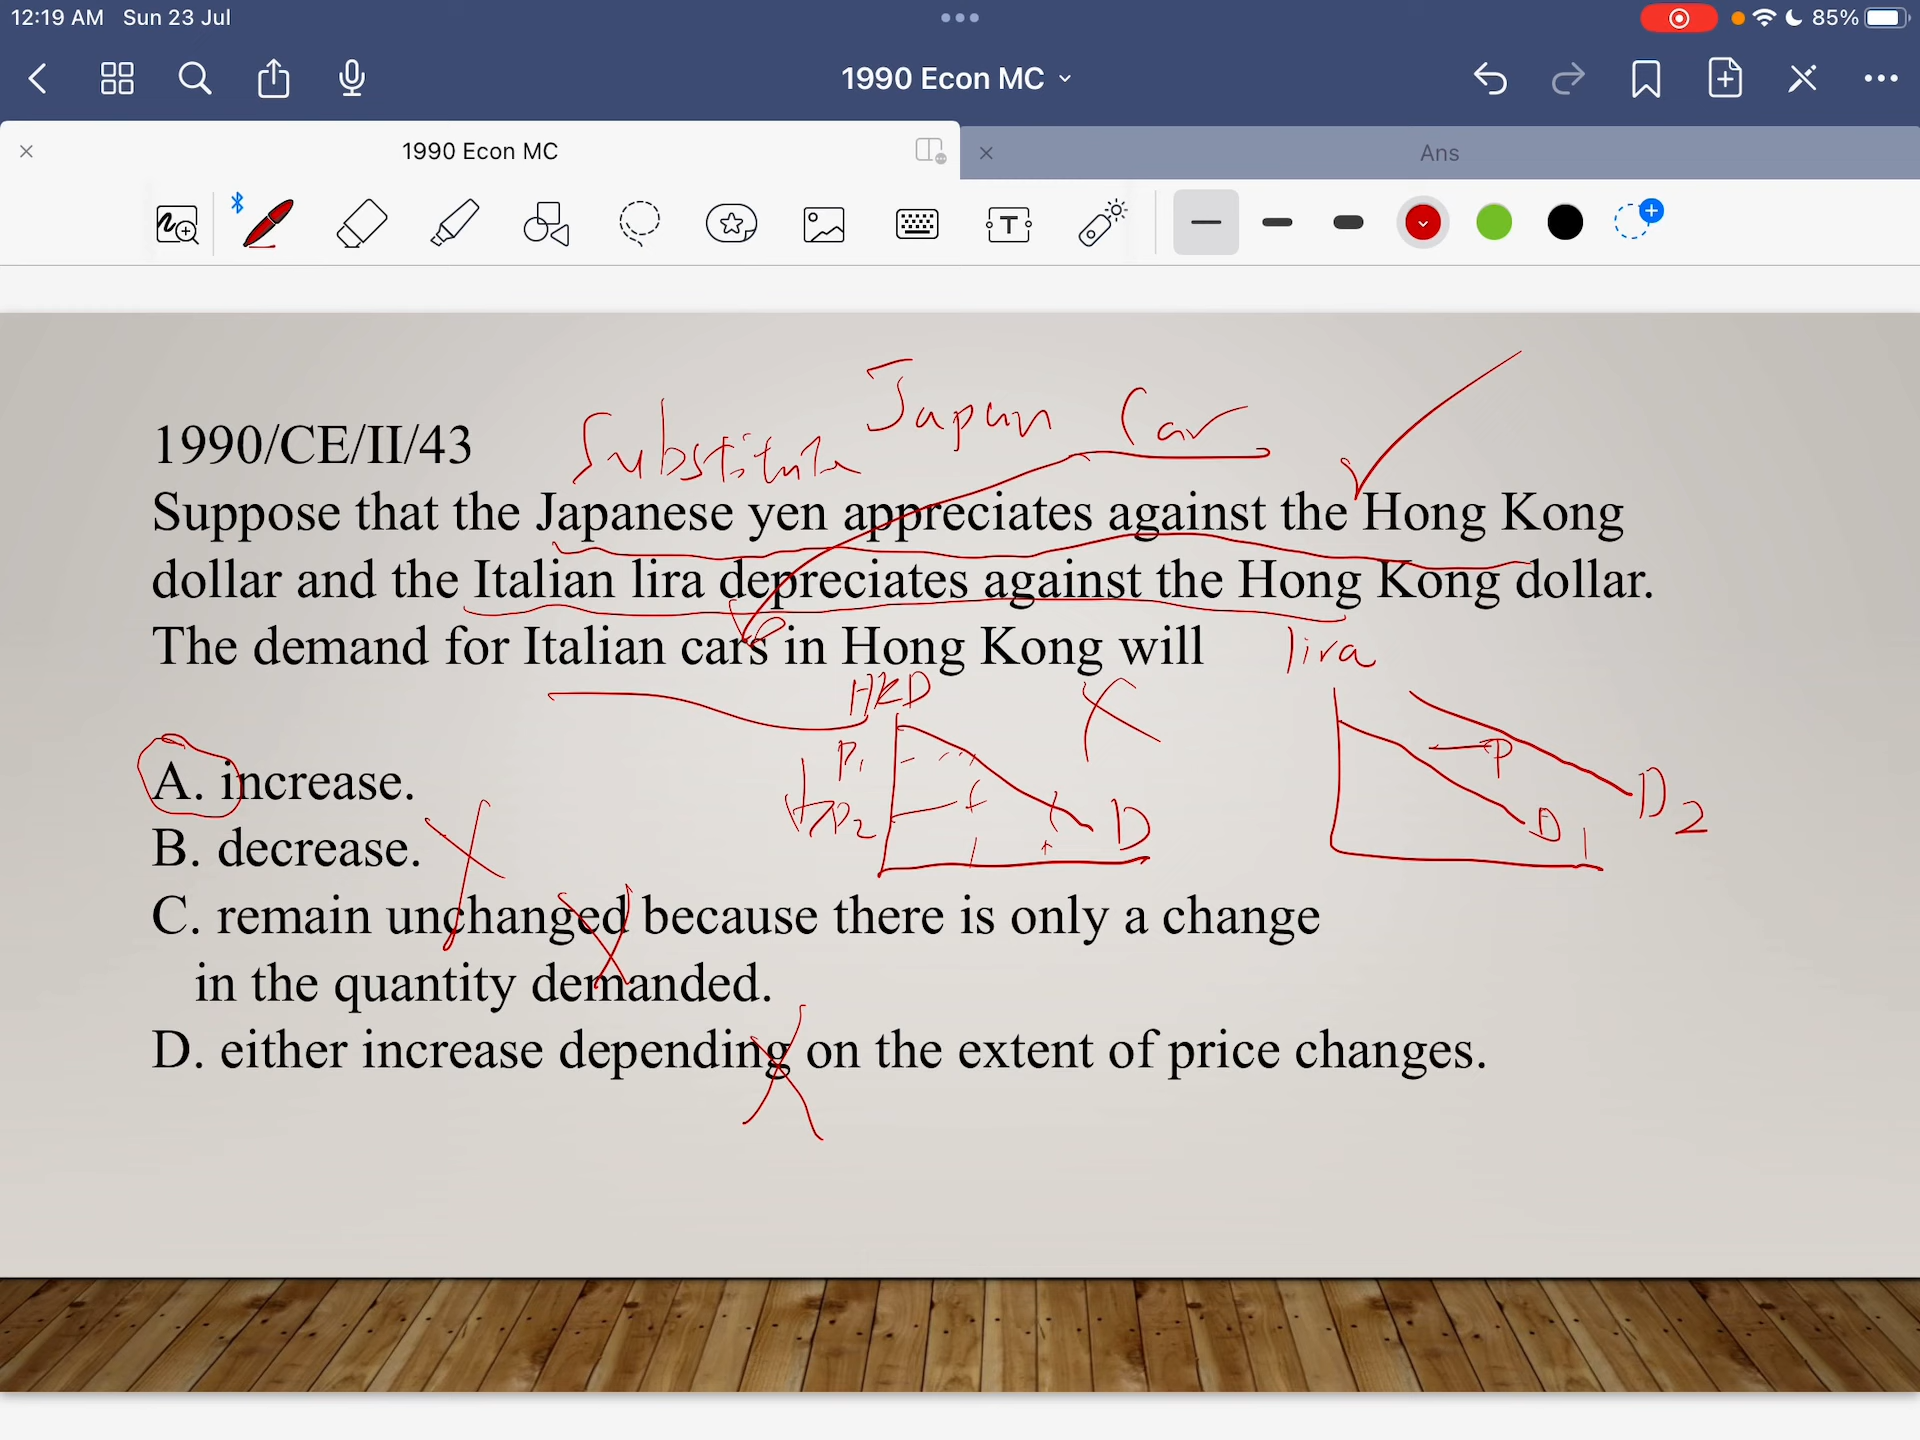 12:19 AM Sun 23 Jul
85%
1990 Econ MC
1990 Econ MC
Ans
T
Japan Car
Substitute
1990/CE/II/43
Suppose that the Japanese yen appreciates against the Hong Kong
dollar and the Italian lira depreciates against the Hong Kong dollar.
The demand for Italian cars in Hong Kong will
lira
HKD
P1
P2
D
P
D1
D2
A. increase.
B. decrease.
C. remain unchanged because there is only a change
in the quantity demanded.
D. either increase depending on the extent of price changes.